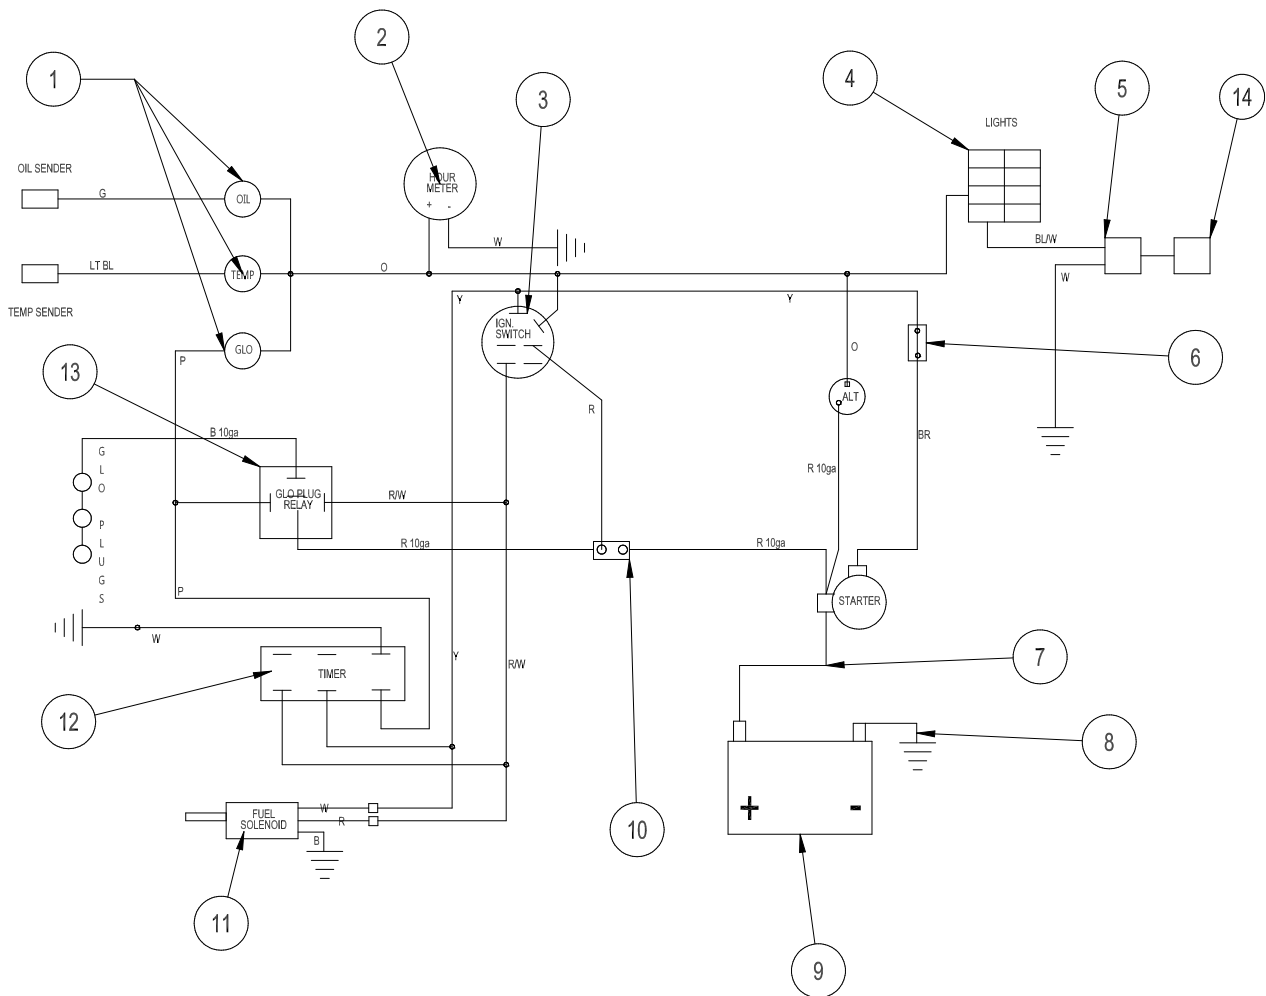 2
1
3
4
5
14
LIGHTS
OIL SENDER
G
OIL
HOUR
METER
+ -
W
BL/W
LT BL
TEMP
O
W
TEMP SENDER
Y
Y
IGN.
SWITCH
P
GLO
O
6
13
ALT
R
B 10ga
BR
GLO PLUGS
R 10ga
GLO PLUG
RELAY
R/W
R 10ga
R 10ga
P
STARTER
W
Y
R/W
7
TIMER
12
8
+ -
FUEL
SOLENOID
W
R
B
10
11
9